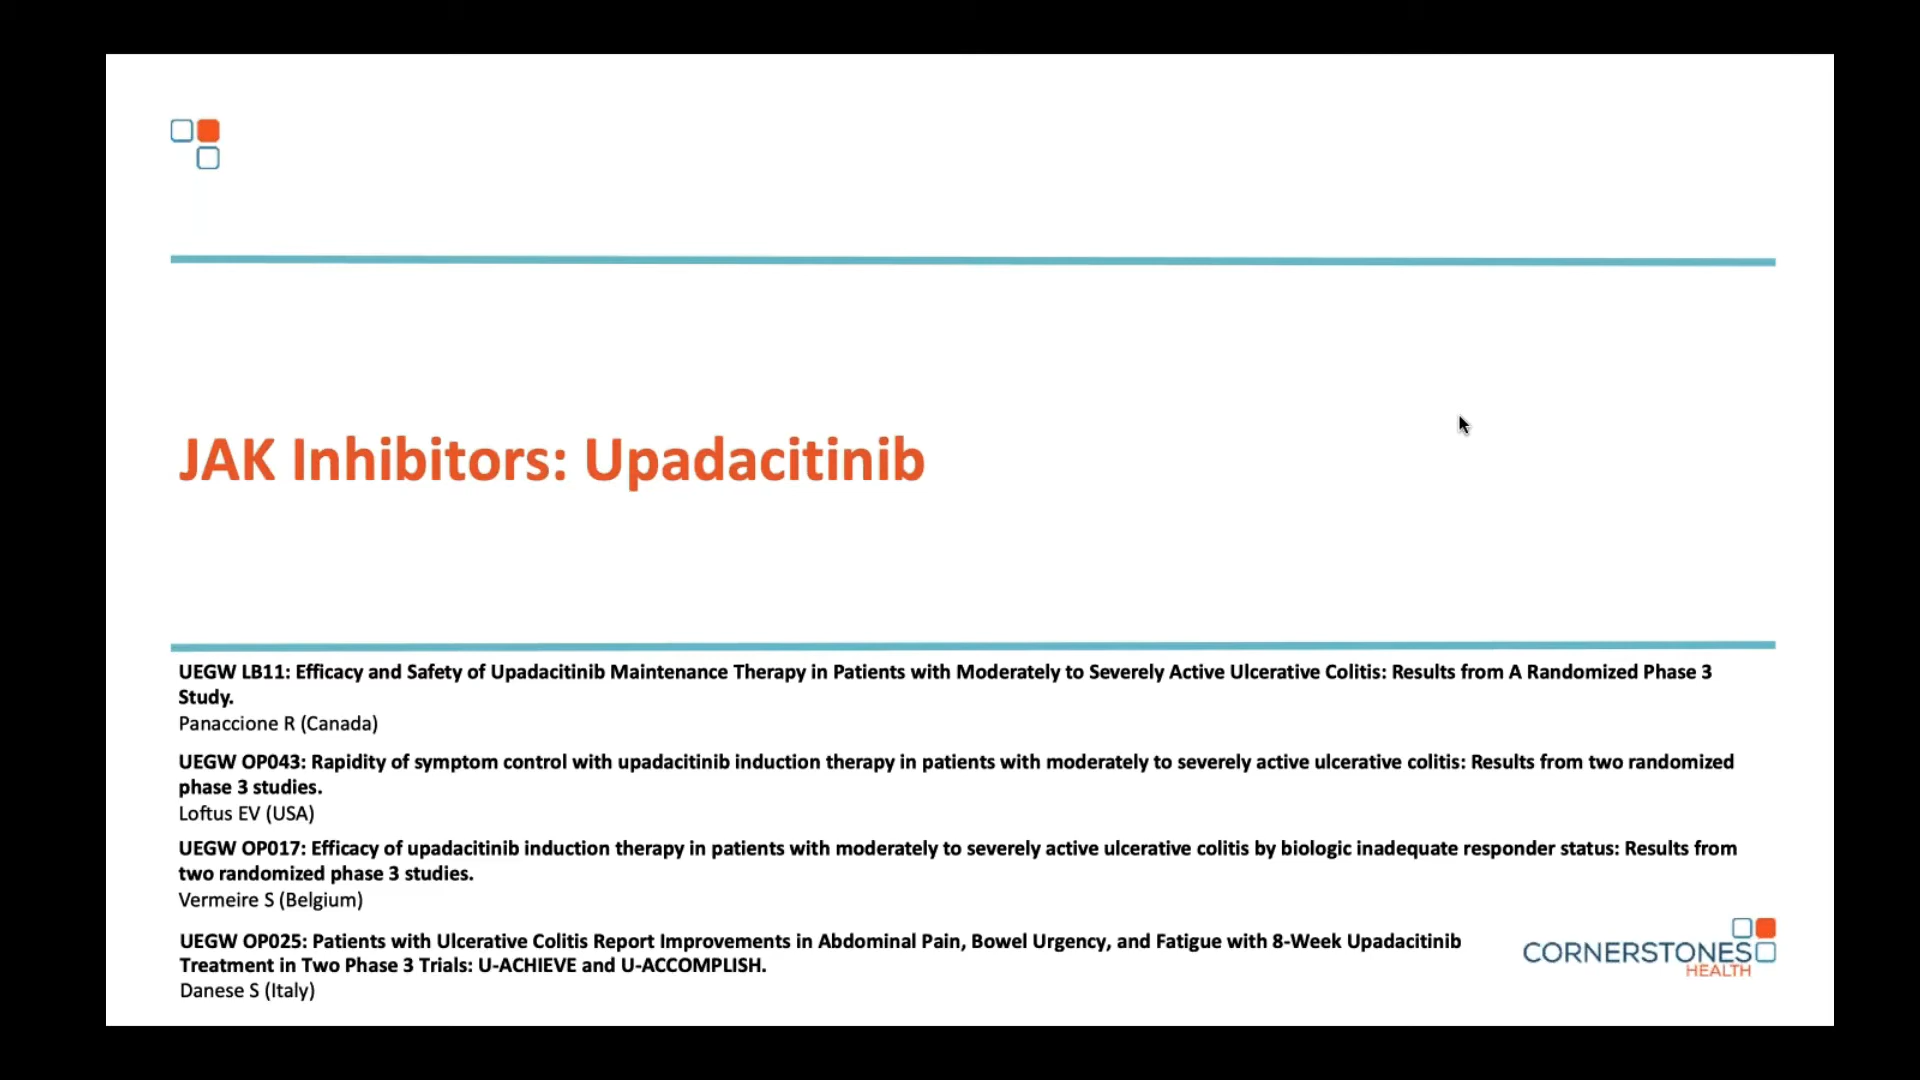 JAK Inhibitors: Upadacitinib
UEGW LB11: Efficacy and Safety of Upadacitinib Maintenance Therapy in Patients with Moderately to Severely Active Ulcerative Colitis: Results from A Randomized Phase 3
Study.
Panaccione R (Canada)
UEGW OP043: Rapidity of symptom control with upadacitinib induction therapy in patients with moderately to severely active ulcerative colitis: Results from two randomized
phase 3 studies.
Loftus EV (USA)
UEGW OP017: Efficacy of upadacitinib induction therapy in patients with moderately to severely active ulcerative colitis by biologic inadequate responder status: Results from
two randomized phase 3 studies.
Vermeire S (Belgium)
UEGW OP025: Patients with Ulcerative Colitis Report Improvements in Abdominal Pain, Bowel Urgency, and Fatigue with 8-Week Upadacitinib
Treatment in Two Phase 3 Trials: U-ACHIEVE and U-ACCOMPLISH.
Danese S (Italy)
CORNERSTONES
HEALTH